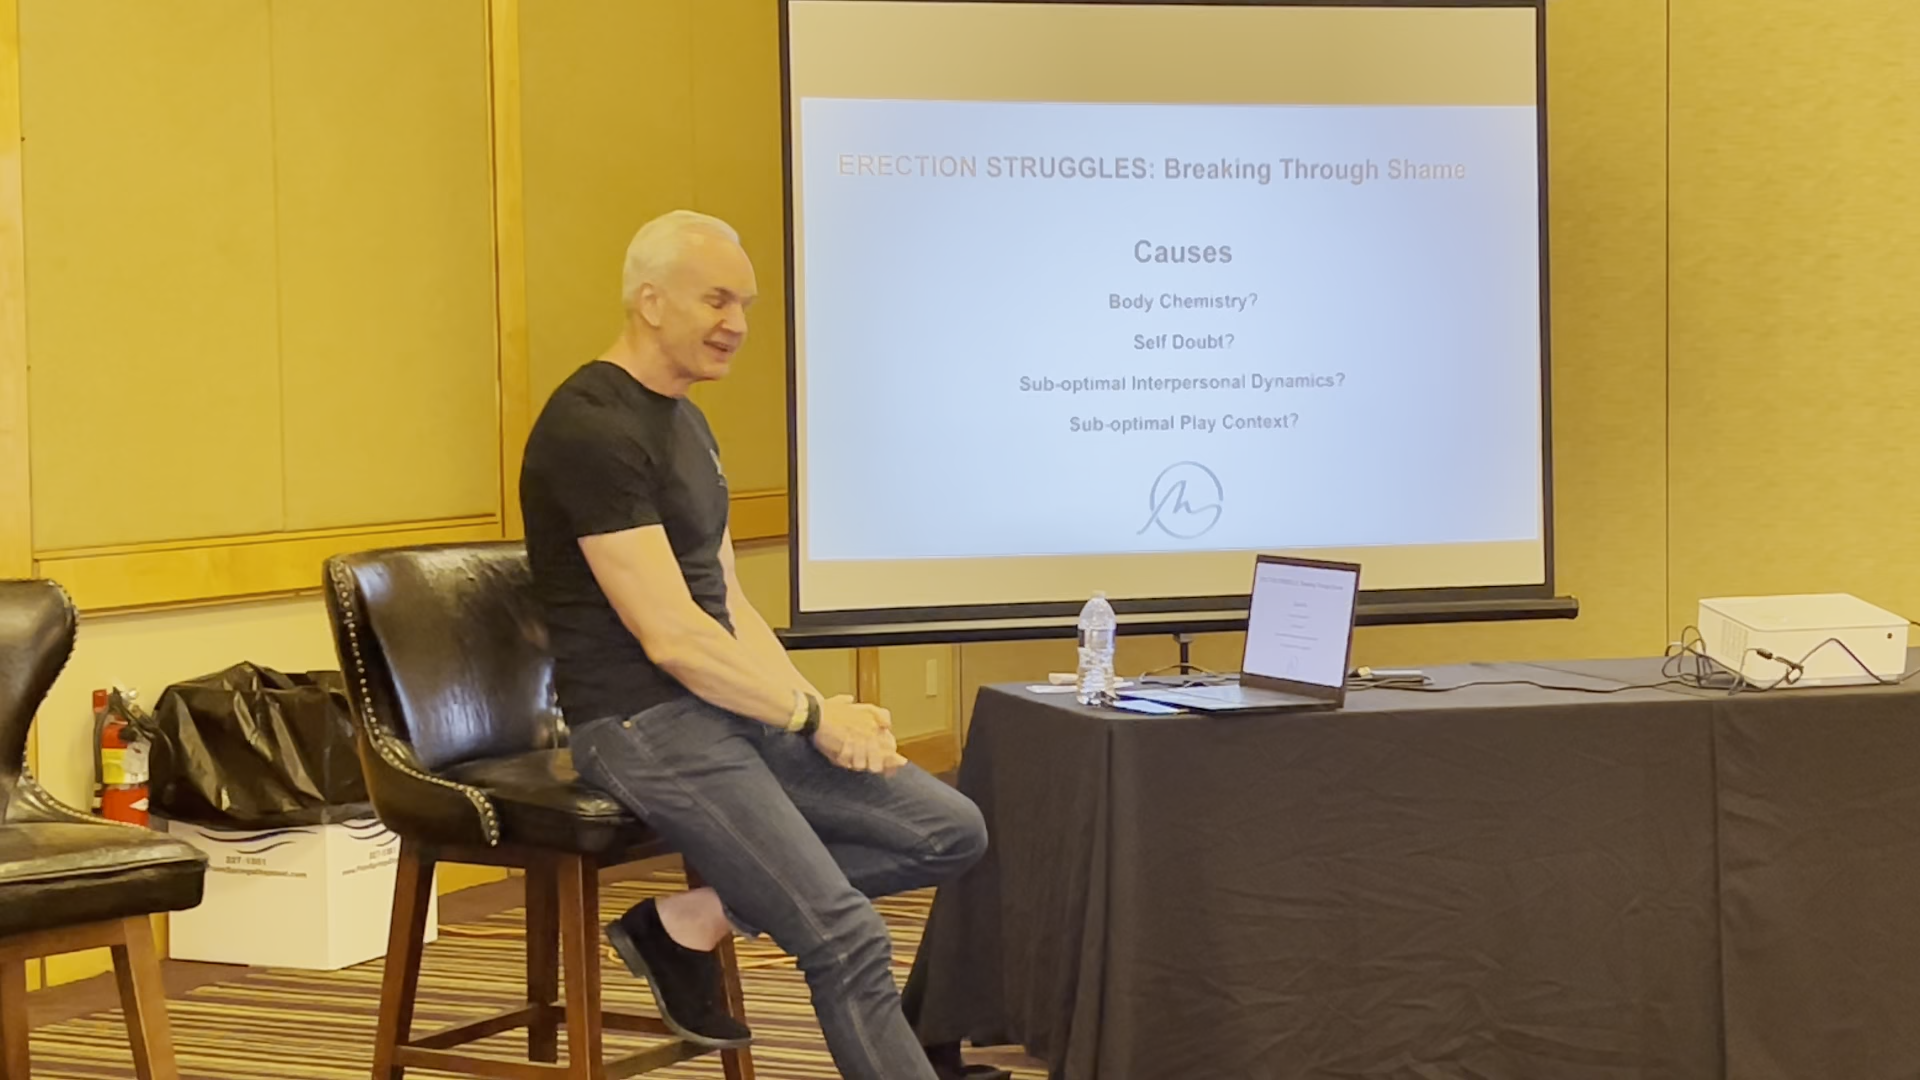 ERECTION STRUGGLES: Breaking Through Shame
Causes
Body Chemistry?
Self Doubt?
Sub-optimal Interpersonal Dynamics?
Sub-optimal Play Context?